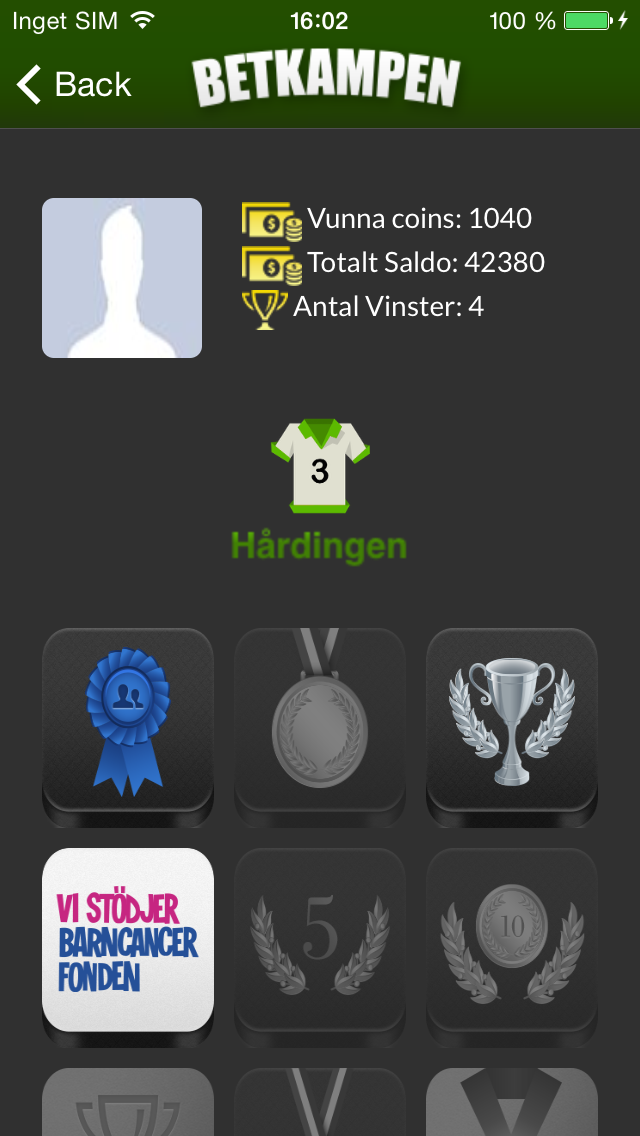 Inget SIM 16:02 100 %
Back BETKAMPEN
Vunna coins: 1040
Totalt Saldo: 42380
Antal Vinster: 4
3
Hårdingen
VI STÖDJER
BARNCANCER
FONDEN
5
10